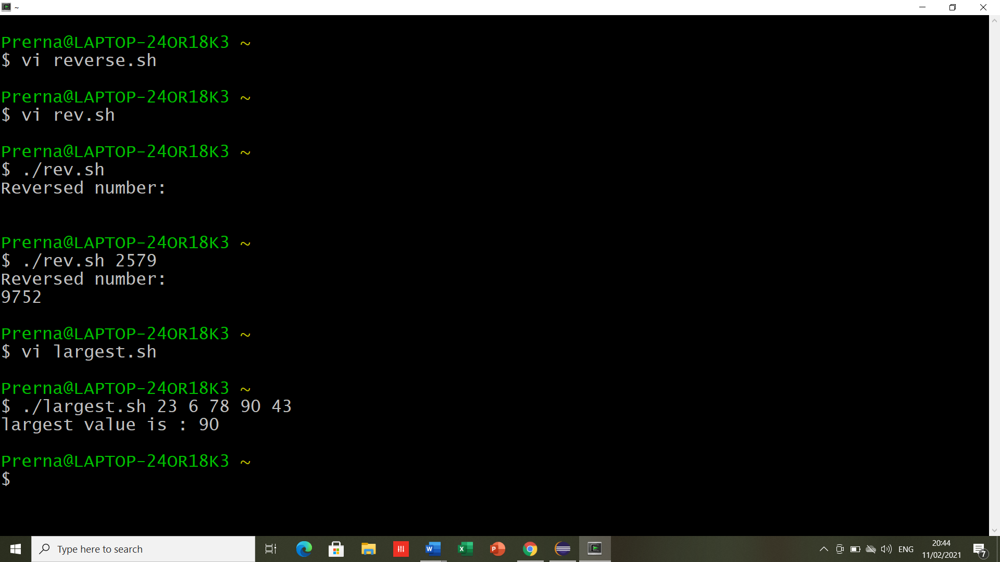 ~
Prerna@LAPTOP-24OR18K3 ~
$ vi reverse.sh
Prerna@LAPTOP-24OR18K3 ~
$ vi rev.sh
Prerna@LAPTOP-24OR18K3 ~
$ ./rev.sh
Reversed number:
Prerna@LAPTOP-24OR18K3 ~
$ ./rev.sh 2579
Reversed number:
9752
Prerna@LAPTOP-24OR18K3 ~
$ vi largest.sh
Prerna@LAPTOP-24OR18K3 ~
$ ./largest.sh 23 6 78 90 43
largest value is : 90
Prerna@LAPTOP-24OR18K3 ~
$
Type here to search
ENG
20:44
11/02/2021
7